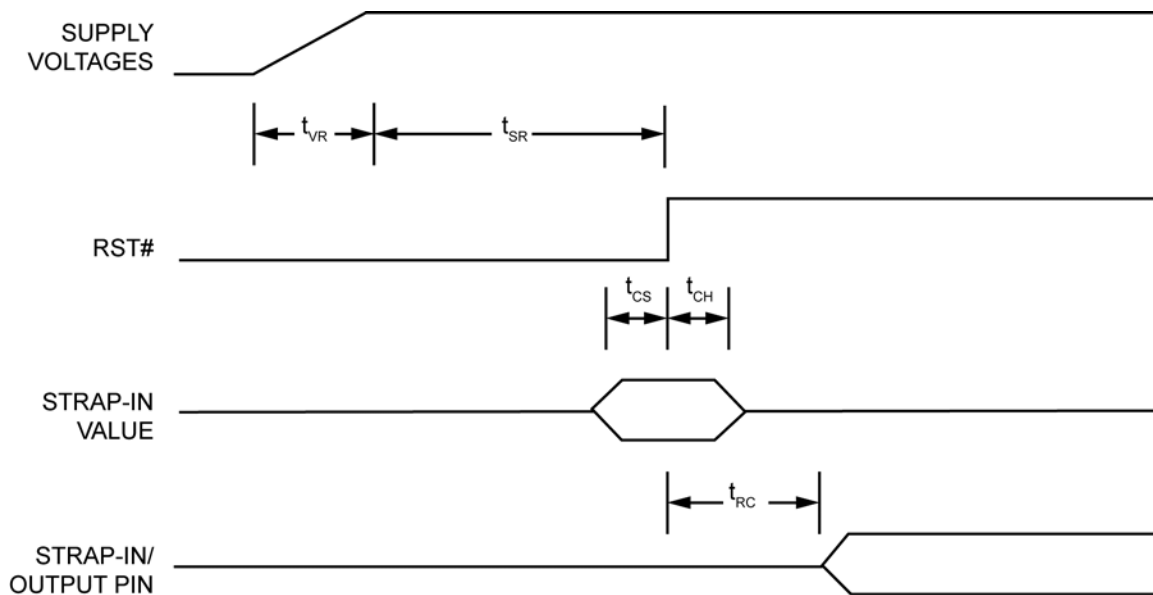 SUPPLY
VOLTAGES
tVR
tSR
RST#
tCS
tCH
STRAP-IN
VALUE
tRC
STRAP-IN/
OUTPUT PIN